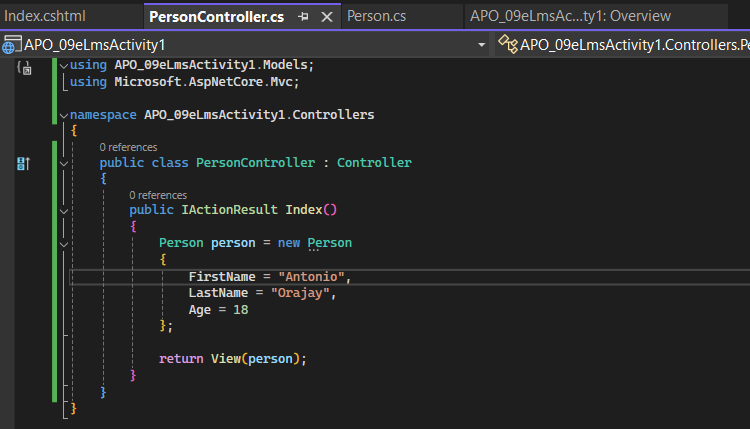 Index.cshtml PersonController.cs Person.cs APO_09eLmsAc...ty1: Overview
APO_09eLmsActivity1 APO_09eLmsActivity1.Controllers.Pe
using APO_09eLmsActivity1.Models;
using Microsoft.AspNetCore.Mvc;
namespace APO_09eLmsActivity1.Controllers
{
0 references
public class PersonController : Controller
{
0 references
public IActionResult Index()
{
Person person = new Person
{
FirstName = "Antonio",
LastName = "Orajay",
Age = 18
};
return View(person);
}
}
}